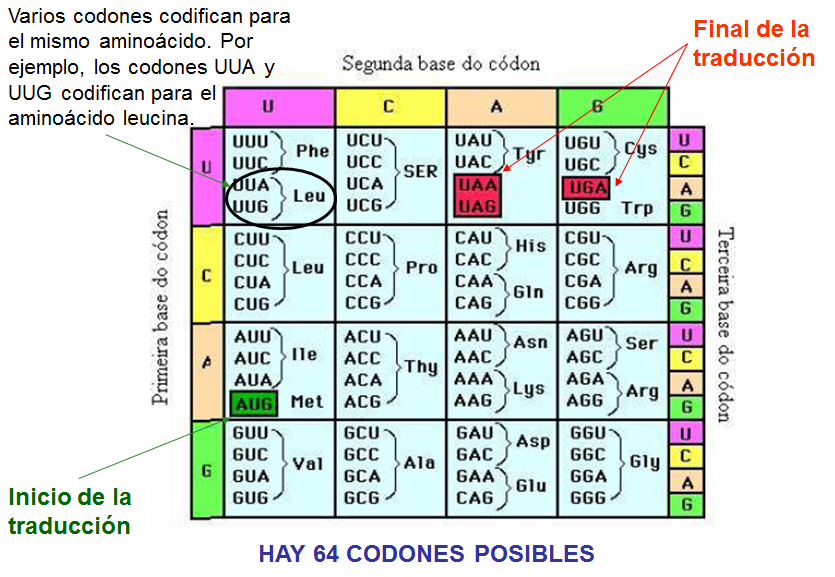 Varios codones codifican para
el mismo aminoácido. Por
ejemplo, los codones UUA y
UUG codifican para el
aminoácido leucina.
Final de la
traducción
Segunda base do códon
U C A G
Primeira base do códon
Terceira base do códon
U
UUU
UUC
Phe
UUA
UUG
Leu
UCU
UCC
UCA
UCG
SER
UAU
UAC
Tyr
UAA
UAG
UGU
UGC
Cys
UGA
UGG Trp
U
C
A
G
C
CUU
CUC
CUA
CUG
Leu
CCU
CCC
CCA
CCG
Pro
CAU
CAC
His
CAA
CAG
Gln
CGU
CGC
CGA
CGG
Arg
U
C
A
G
A
AUU
AUC
AUA
Ile
AUG Met
ACU
ACC
ACA
ACG
Thy
AAU
AAC
Asn
AAA
AAG
Lys
AGU
AGC
Ser
AGA
AGG
Arg
U
C
A
G
G
GUU
GUC
GUA
GUG
Val
GCU
GCC
GCA
GCG
Ala
GAU
GAC
Asp
GAA
CAG
Glu
GGU
GGC
GGA
GGG
Gly
U
C
A
G
Inicio de la
traducción
HAY 64 CODONES POSIBLES